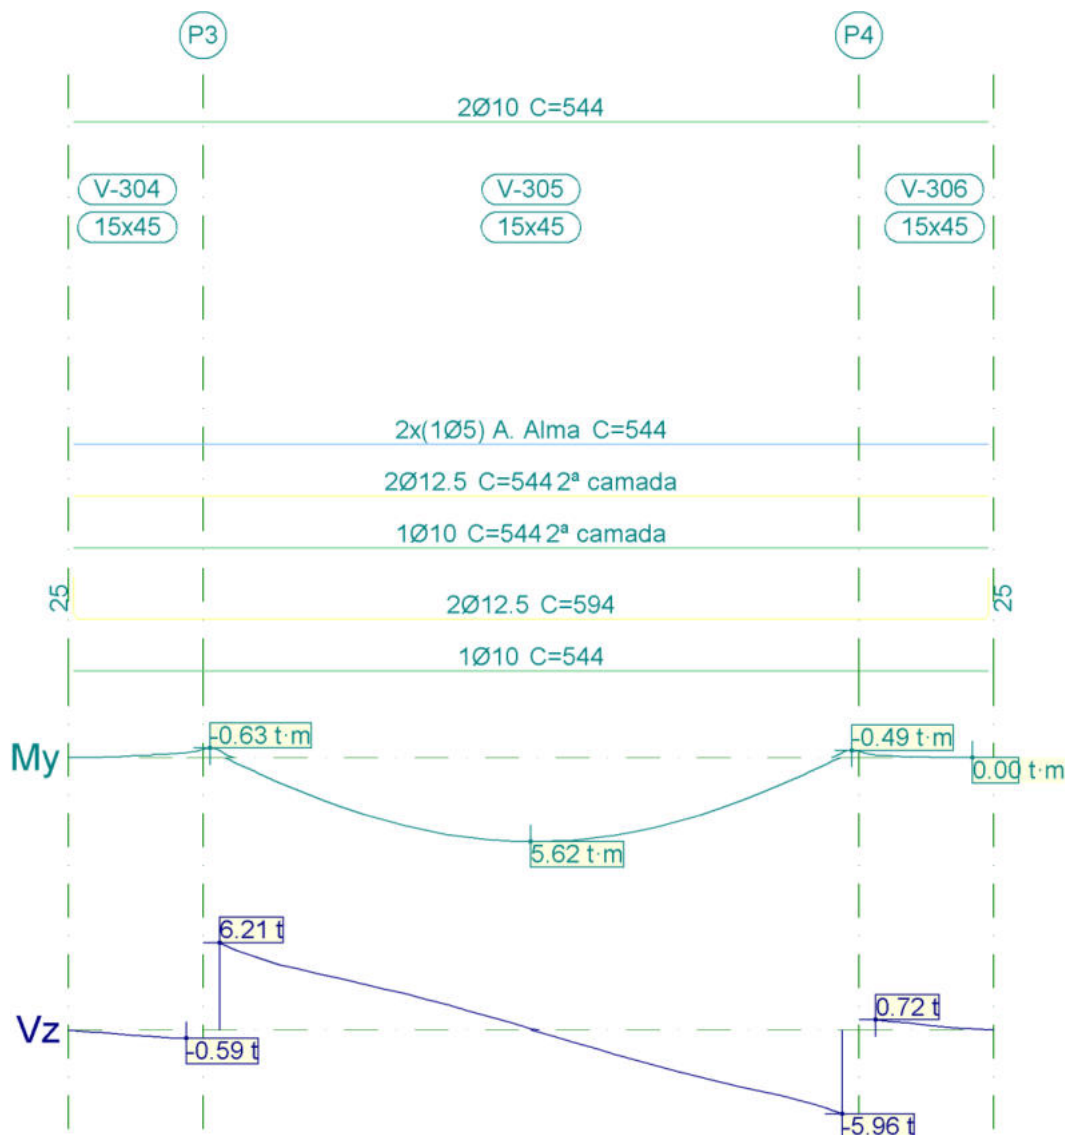 P3 P4
2Ø10 C=544
V-304 V-305 V-306
15x45 15x45 15x45
2x(1Ø5) A. Alma C=544
2Ø12.5 C=544 2ª camada
1Ø10 C=544 2ª camada
25 25
2Ø12.5 C=594
1Ø10 C=544
-0.63 t·m -0.49 t·m
My
0.00 t·m
5.62 t·m
6.21 t
0.72 t
Vz
-0.59 t
-5.96 t